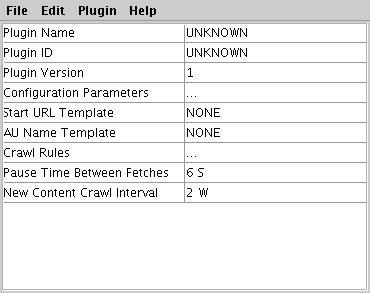 File Edit Plugin Help
Plugin Name UNKNOWN
Plugin ID UNKNOWN
Plugin Version 1
Configuration Parameters ...
Start URL Template NONE
AU Name Template NONE
Crawl Rules ...
Pause Time Between Fetches 6 S
New Content Crawl Interval 2 W